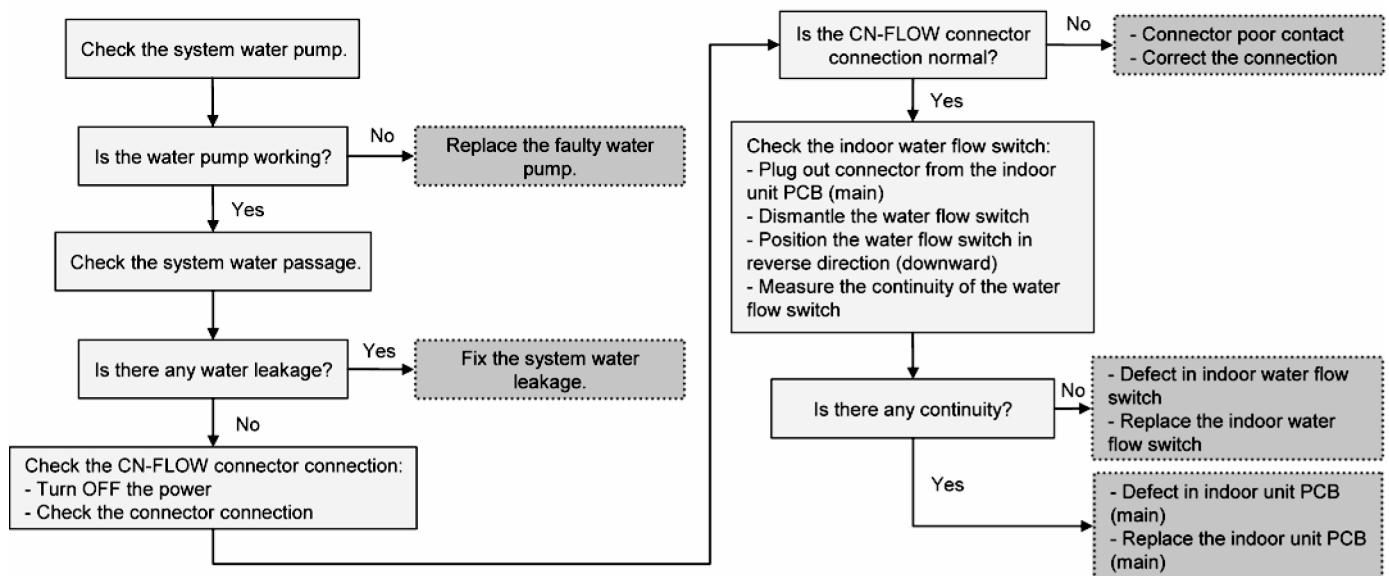 Check the system water pump.
Is the water pump working?
No
Replace the faulty water
pump.
Yes
Check the system water passage.
Is there any water leakage?
Yes
Fix the system water
leakage.
No
Check the CN-FLOW connector connection:
- Turn OFF the power
- Check the connector connection
Is the CN-FLOW connector
connection normal?
No
- Connector poor contact
- Correct the connection
Yes
Check the indoor water flow switch:
- Plug out connector from the indoor
unit PCB (main)
- Dismantle the water flow switch
- Position the water flow switch in
reverse direction (downward)
- Measure the continuity of the water
flow switch
Is there any continuity?
No
- Defect in indoor water flow
switch
- Replace the indoor water
flow switch
Yes
- Defect in indoor unit PCB
(main)
- Replace the indoor unit PCB
(main)